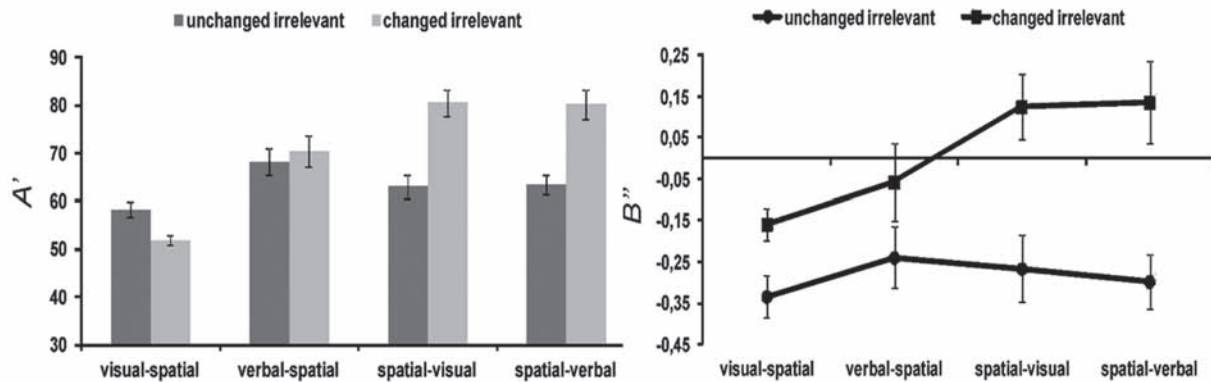 unchanged irrelevant changed irrelevant
A'
90
80
70
60
50
40
30
visual-spatial verbal-spatial spatial-visual spatial-verbal
unchanged irrelevant changed irrelevant
B"
0,25
0,15
0,05
-0,05
-0,15
-0,25
-0,35
-0,45
visual-spatial verbal-spatial spatial-visual spatial-verbal